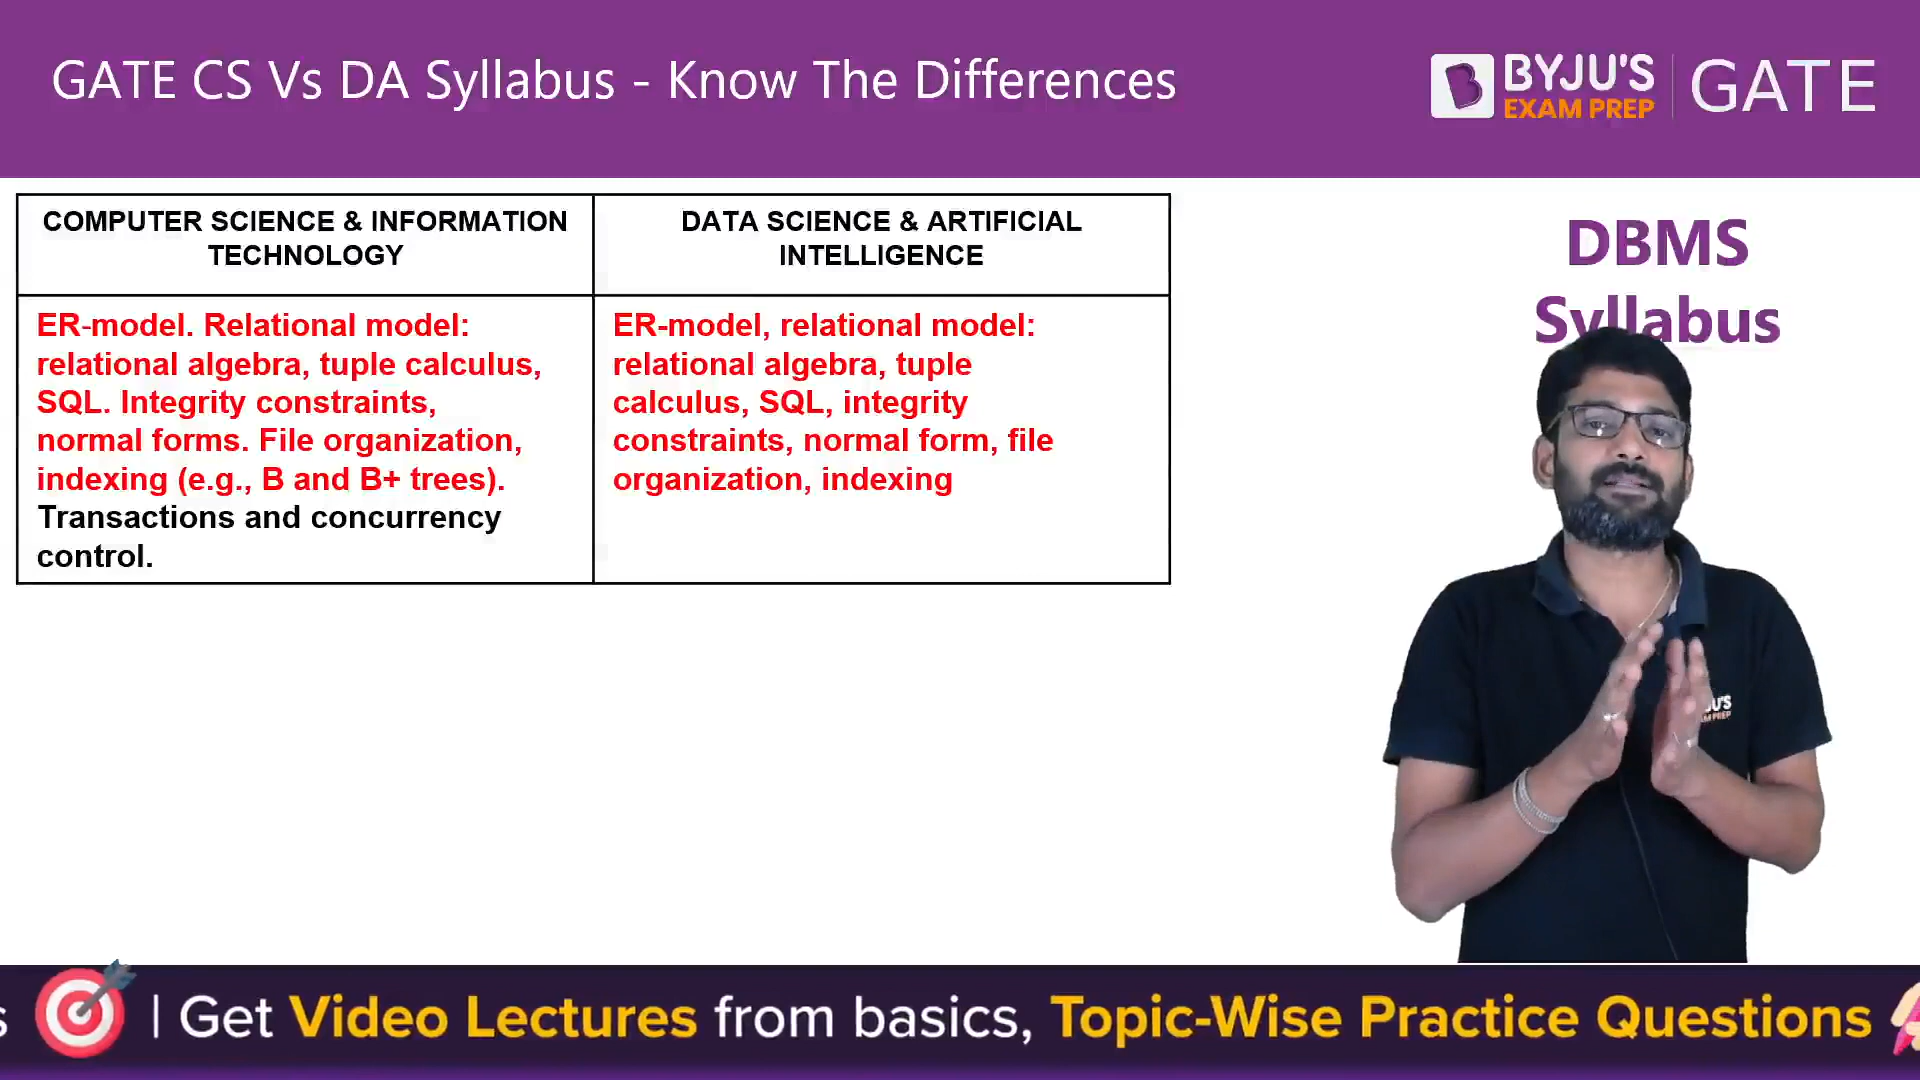 GATE CS Vs DA Syllabus - Know The Differences
BYJU'S
EXAM PREP
GATE
COMPUTER SCIENCE & INFORMATION
TECHNOLOGY
DATA SCIENCE & ARTIFICIAL
INTELLIGENCE
ER-model. Relational model:
relational algebra, tuple calculus,
SQL. Integrity constraints,
normal forms. File organization,
indexing (e.g., B and B+ trees).
Transactions and concurrency
control.
ER-model, relational model:
relational algebra, tuple
calculus, SQL, integrity
constraints, normal form, file
organization, indexing
DBMS
Syllabus
s | Get Video Lectures from basics, Topic-Wise Practice Questions